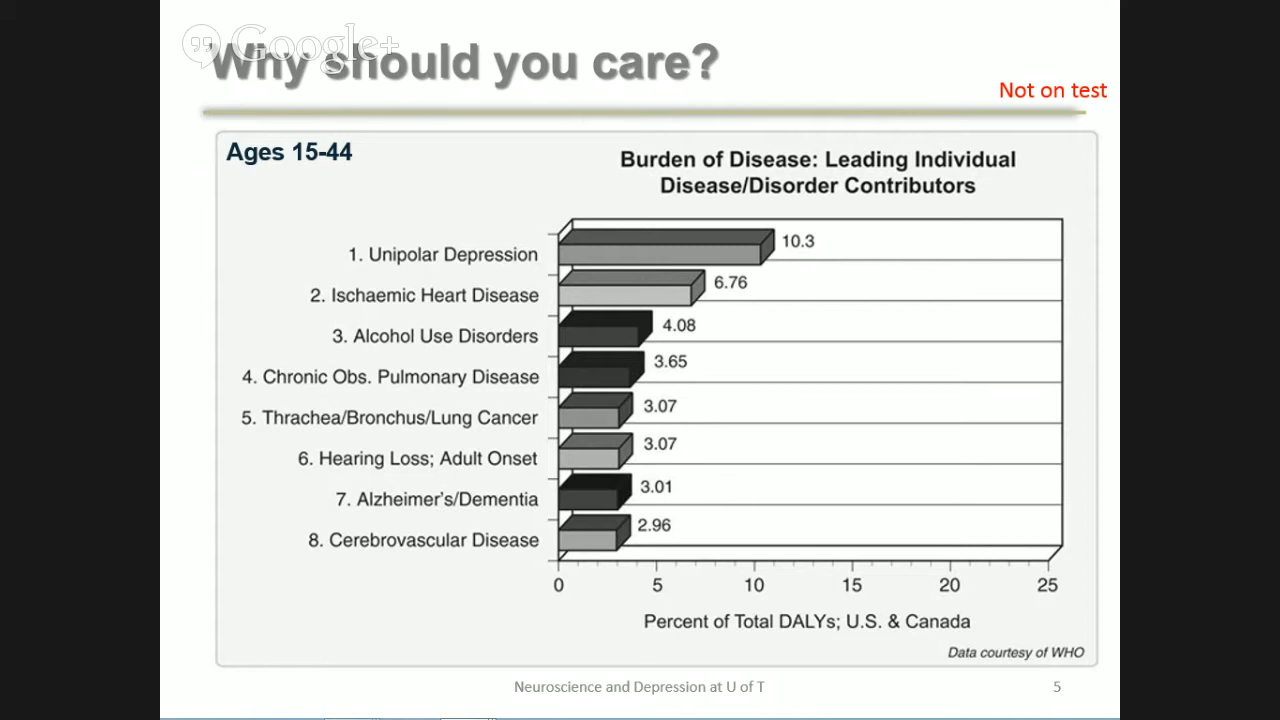 Google+
Why should you care?
Not on test
Ages 15-44
Burden of Disease: Leading Individual
Disease/Disorder Contributors
1. Unipolar Depression
10.3
2. Ischaemic Heart Disease
6.76
3. Alcohol Use Disorders
4.08
4. Chronic Obs. Pulmonary Disease
3.65
5. Thrachea/Bronchus/Lung Cancer
3.07
6. Hearing Loss; Adult Onset
3.07
7. Alzheimer's/Dementia
3.01
8. Cerebrovascular Disease
2.96
0 5 10 15 20 25
Percent of Total DALYs; U.S. & Canada
Data courtesy of WHO
Neuroscience and Depression at U of T
5